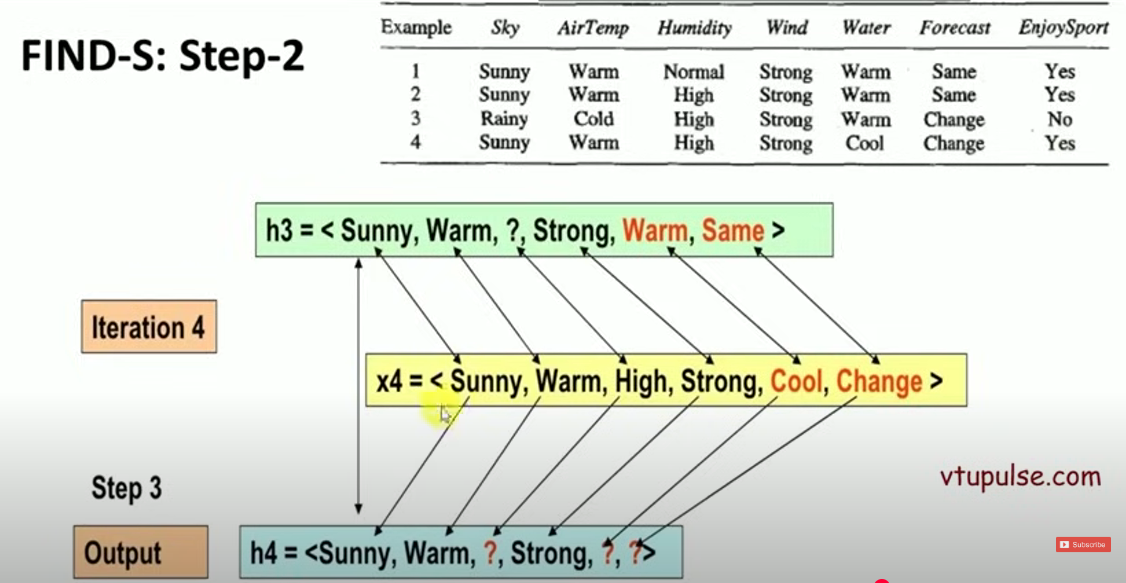 FIND-S: Step-2
Example Sky AirTemp Humidity Wind Water Forecast EnjoySport
1 Sunny Warm Normal Strong Warm Same Yes
2 Sunny Warm High Strong Warm Same Yes
3 Rainy Cold High Strong Warm Change No
4 Sunny Warm High Strong Cool Change Yes
h3 = < Sunny, Warm, ?, Strong, Warm, Same >
Iteration 4
x4 = < Sunny, Warm, High, Strong, Cool, Change >
Step 3
vtupulse.com
Output
h4 = <Sunny, Warm, ?, Strong, ?, ?>
Subscribe